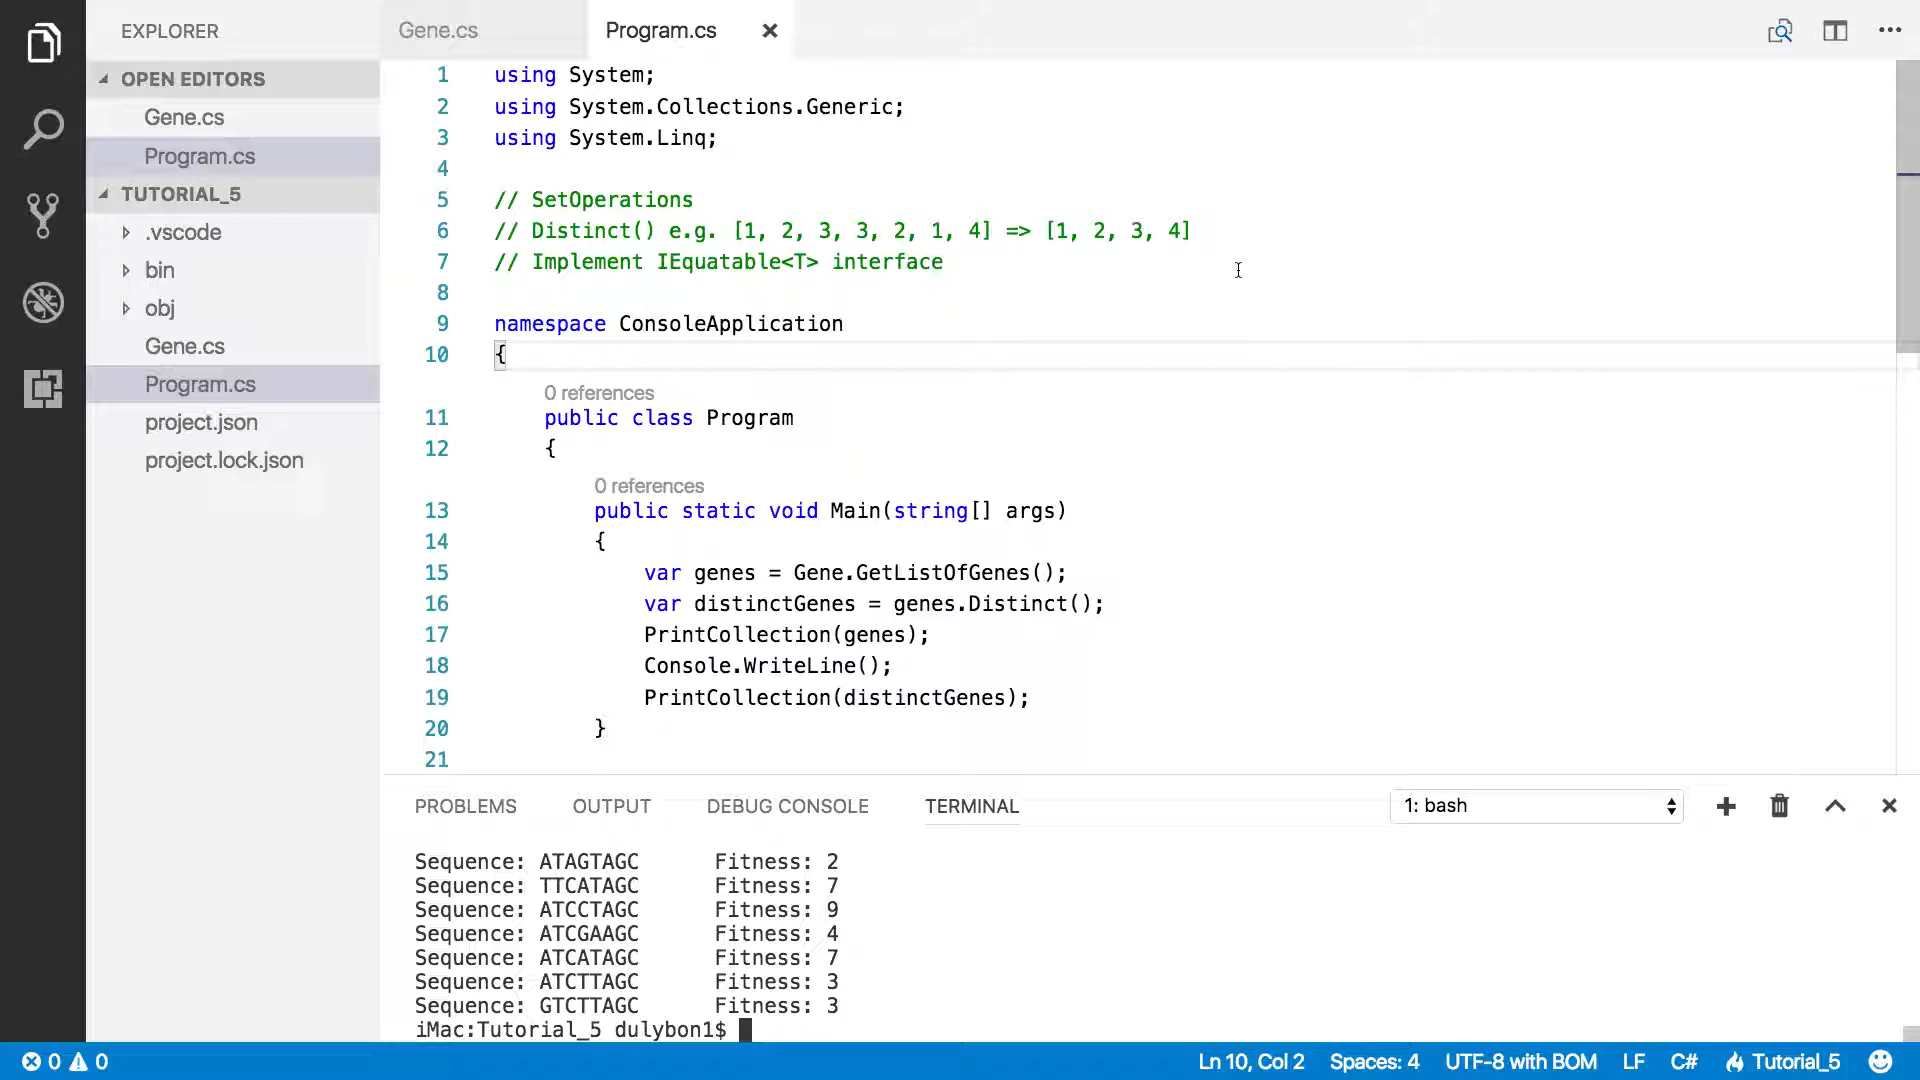 EXPLORER
OPEN EDITORS
Gene.cs
Program.cs
TUTORIAL_5
.vscode
bin
obj
Gene.cs
Program.cs
project.json
project.lock.json
Gene.cs
Program.cs
1 using System;
2 using System.Collections.Generic;
3 using System.Linq;
4
5 // SetOperations
6 // Distinct() e.g. [1, 2, 3, 3, 2, 1, 4] => [1, 2, 3, 4]
7 // Implement IEquatable<T> interface
8
9 namespace ConsoleApplication
10 {
0 references
11 public class Program
12 {
0 references
13 public static void Main(string[] args)
14 {
15 var genes = Gene.GetListOfGenes();
16 var distinctGenes = genes.Distinct();
17 PrintCollection(genes);
18 Console.WriteLine();
19 PrintCollection(distinctGenes);
20 }
21
PROBLEMS OUTPUT DEBUG CONSOLE TERMINAL 1: bash
Sequence: ATAGTAGC Fitness: 2
Sequence: TTCATAGC Fitness: 7
Sequence: ATCCTAGC Fitness: 9
Sequence: ATCGAAGC Fitness: 4
Sequence: ATCATAGC Fitness: 7
Sequence: ATCTTAGC Fitness: 3
Sequence: GTCTTAGC Fitness: 3
iMac:Tutorial_5 dulybon1$
0 0 Ln 10, Col 2 Spaces: 4 UTF-8 with BOM LF C# Tutorial_5